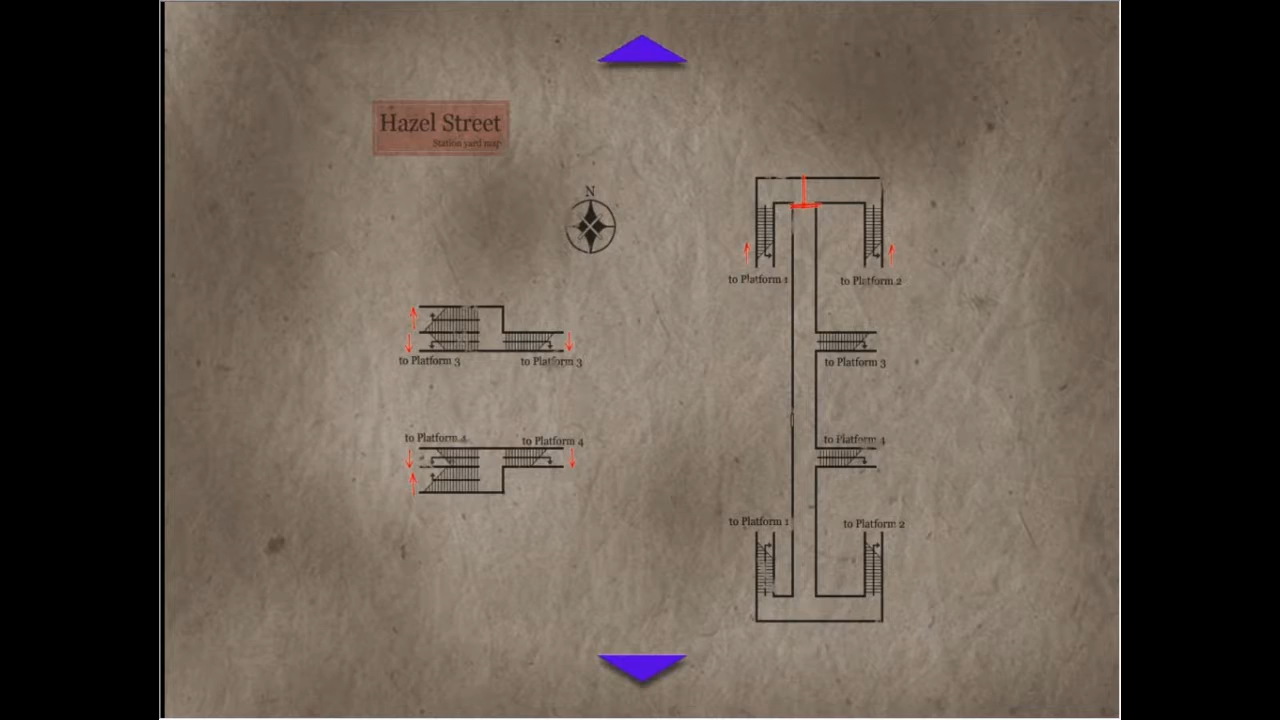 Hazel Street
Station yard map
N
to Platform 1
to Platform 2
to Platform 3
to Platform 3
to Platform 3
to Platform 4
to Platform 4
to Platform 4
to Platform 1
to Platform 2